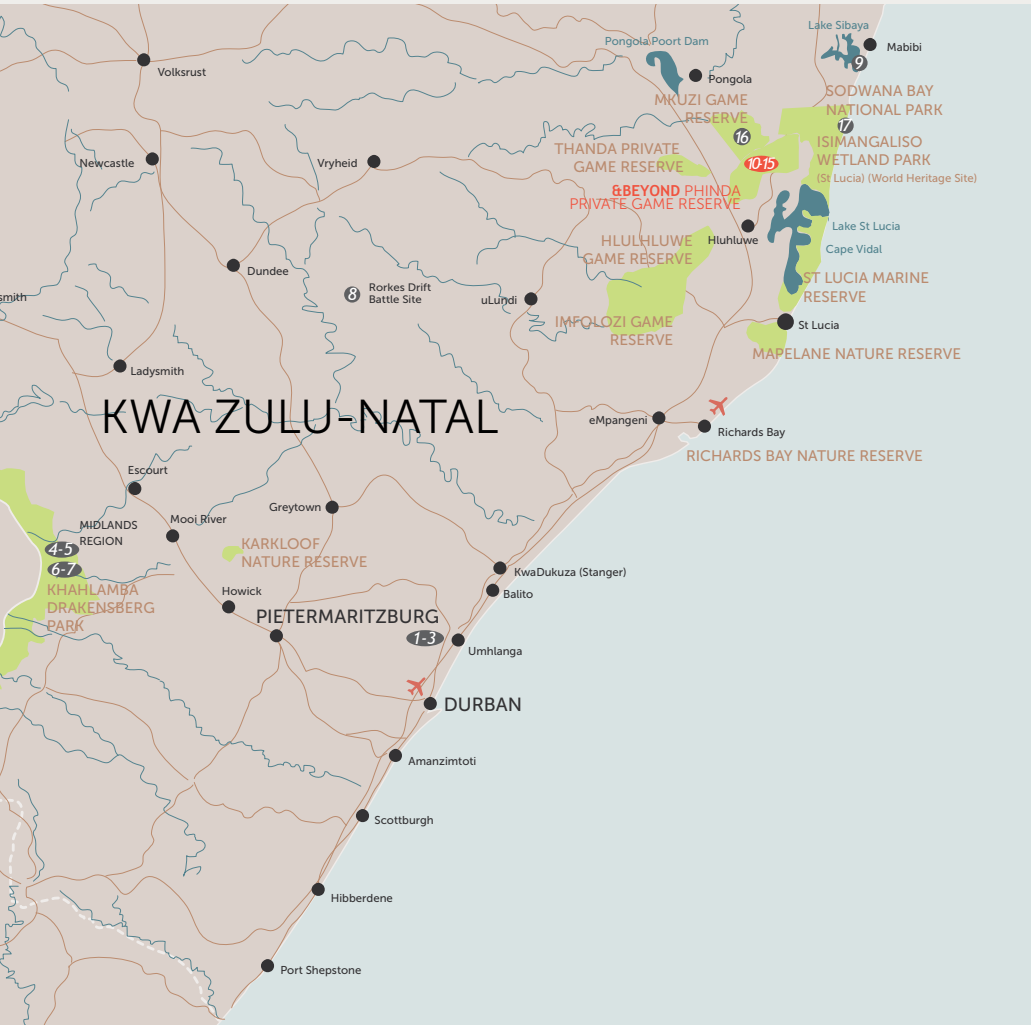 Lake Sibaya
Mabibi
9
Pongola Poort Dam
Volksrust
Pongola
SODWANA BAY
NATIONAL PARK
MKUZI GAME
RESERVE
17
16
ISIMANGALISO
WETLAND PARK
(St Lucia) (World Heritage Site)
THANDA PRIVATE
GAME RESERVE
10-15
Newcastle
Vryheid
&BEYOND PHINDA
PRIVATE GAME RESERVE
Lake St Lucia
Cape Vidal
Hluhluwe
HLULHLUWE
GAME RESERVE
Dundee
ST LUCIA MARINE
RESERVE
8
Rorkes Drift
Battle Site
uLundi
smith
IMFOLOZI GAME
RESERVE
St Lucia
MAPELANE NATURE RESERVE
Ladysmith
KWA ZULU-NATAL
eMpangeni
Richards Bay
RICHARDS BAY NATURE RESERVE
Escourt
Greytown
Mooi River
MIDLANDS
REGION
4-5
6-7
KARKLOOF
NATURE RESERVE
KwaDukuza (Stanger)
Balito
KHAHLAMBA
DRAKENSBERG
PARK
Howick
PIETERMARITZBURG
1-3
Umhlanga
DURBAN
Amanzimtoti
Scottburgh
Hibberdene
Port Shepstone